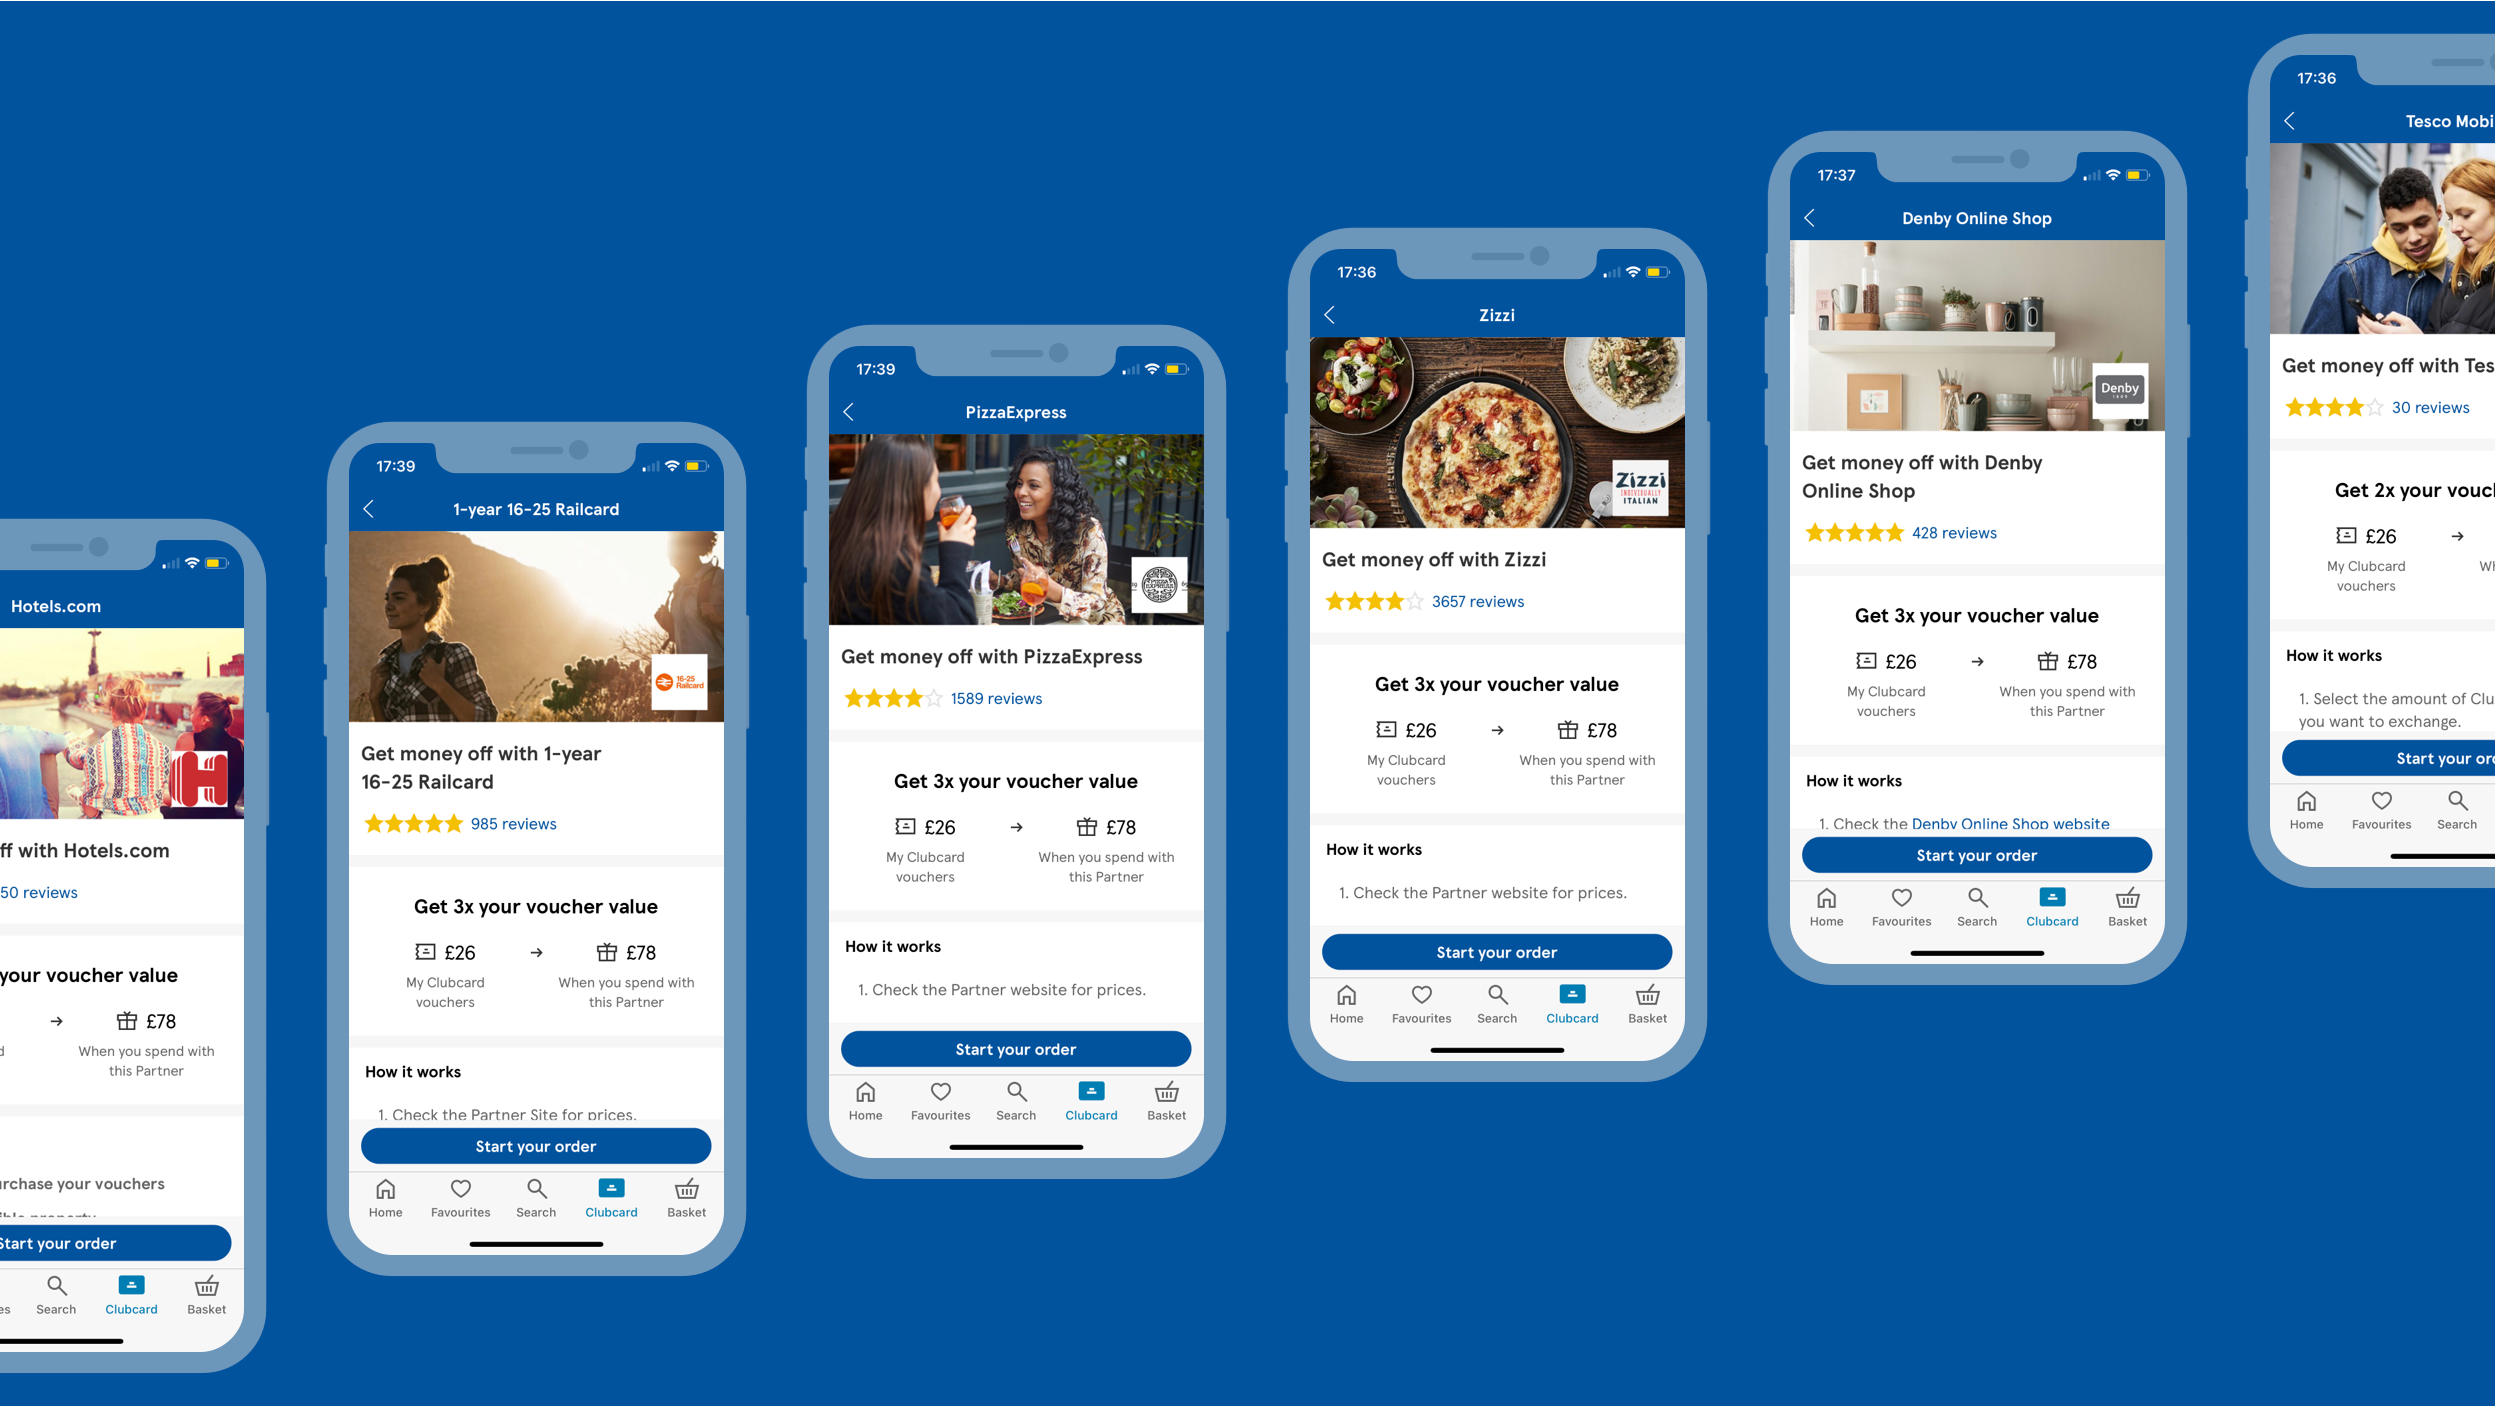 Hotels.com
ff with Hotels.com
50 reviews
your voucher value
£78
When you spend with
this Partner
rchase your vouchers
Start your order
es Search Clubcard Basket
17:39
1-year 16-25 Railcard
16-25
Railcard
Get money off with 1-year
16-25 Railcard
985 reviews
Get 3x your voucher value
£26 → £78
My Clubcard
vouchers
When you spend with
this Partner
How it works
1. Check the Partner Site for prices.
Start your order
Home Favourites Search Clubcard Basket
17:39
PizzaExpress
PIZZA
EXPRESS
Get money off with PizzaExpress
1589 reviews
Get 3x your voucher value
£26 → £78
My Clubcard
vouchers
When you spend with
this Partner
How it works
1. Check the Partner website for prices.
Start your order
Home Favourites Search Clubcard Basket
17:36
Zizzi
Zizzi
INDIVIDUALLY
ITALIAN
Get money off with Zizzi
3657 reviews
Get 3x your voucher value
£26 → £78
My Clubcard
vouchers
When you spend with
this Partner
How it works
1. Check the Partner website for prices.
Start your order
Home Favourites Search Clubcard Basket
17:37
Denby Online Shop
Denby
Get money off with Denby
Online Shop
428 reviews
Get 3x your voucher value
£26 → £78
My Clubcard
vouchers
When you spend with
this Partner
How it works
1. Check the Denby Online Shop website
Start your order
Home Favourites Search Clubcard Basket
17:36
Tesco Mobi
Get money off with Tes
30 reviews
Get 2x your vouc
£26 →
My Clubcard
vouchers
Wh
How it works
1. Select the amount of Clu
you want to exchange.
Start your or
Home Favourites Search